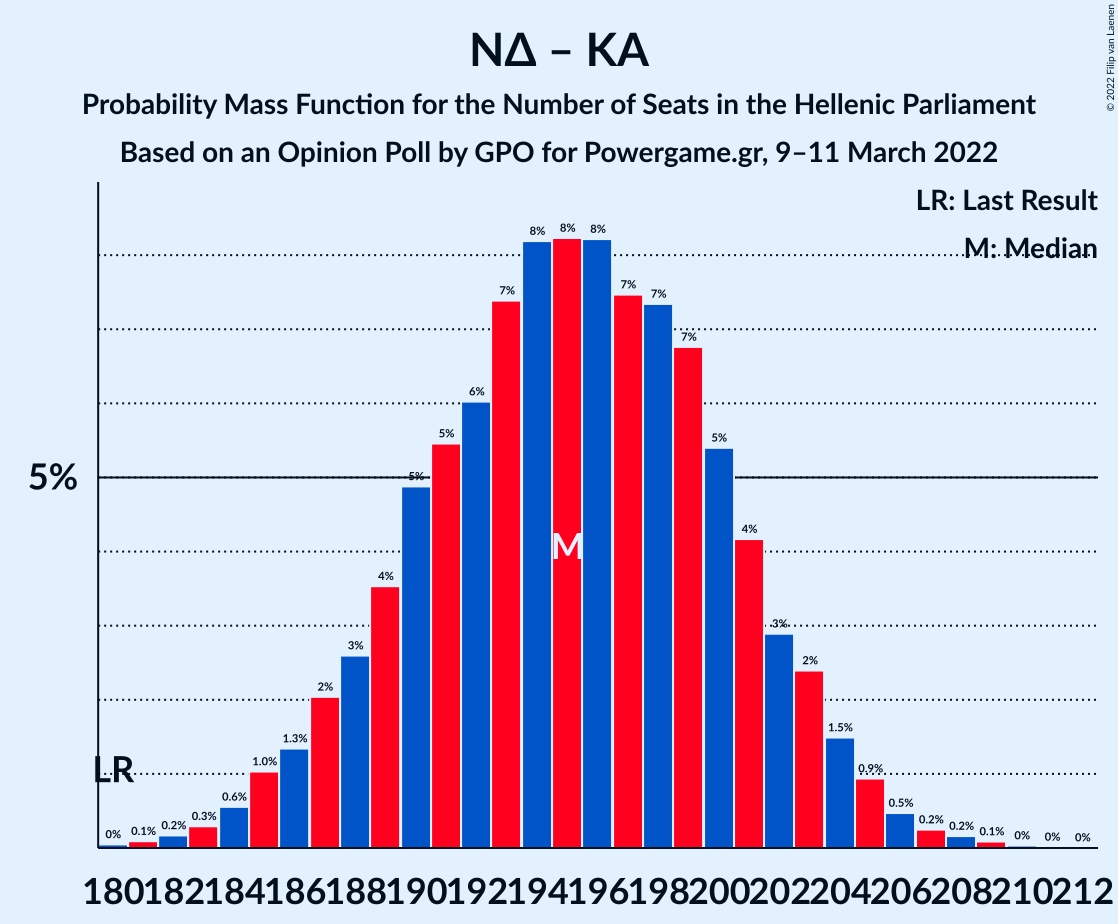 ΝΔ – ΚΑ
Probability Mass Function for the Number of Seats in the Hellenic Parliament
Based on an Opinion Poll by GPO for Powergame.gr, 9–11 March 2022
© 2022 Filip van Laenen
LR: Last Result
M: Median
5%
LR
M
0% 0.1% 0.2% 0.3% 0.6% 1.0% 1.3% 2% 3% 4% 5% 5% 6% 7% 8% 8% 8% 7% 7% 7% 5% 4% 3% 2% 1.5% 0.9% 0.5% 0.2% 0.2% 0.1% 0% 0% 0%
180 182 184 186 188 190 192 194 196 198 200 202 204 206 208 210 212